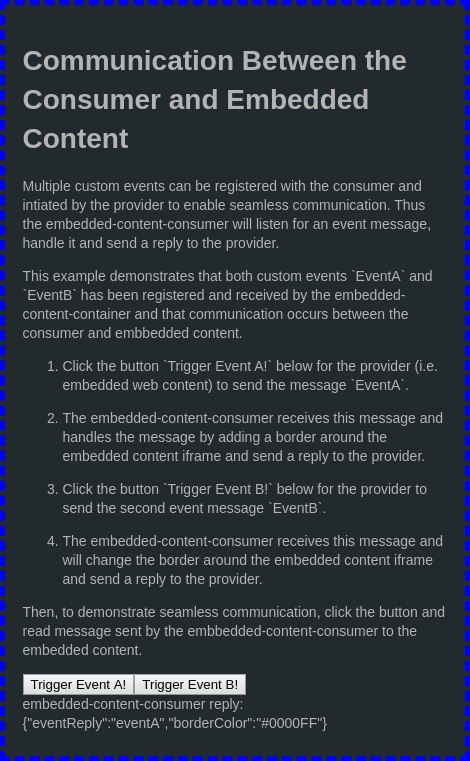 Communication Between the
Consumer and Embedded
Content
Multiple custom events can be registered with the consumer and
intiated by the provider to enable seamless communication. Thus
the embedded-content-consumer will listen for an event message,
handle it and send a reply to the provider.
This example demonstrates that both custom events `EventA` and
`EventB` has been registered and received by the embedded-
content-container and that communication occurs between the
consumer and embbedded content.
1. Click the button `Trigger Event A!` below for the provider (i.e.
embedded web content) to send the message `EventA`.
2. The embedded-content-consumer receives this message and
handles the message by adding a border around the
embedded content iframe and send a reply to the provider.
3. Click the button `Trigger Event B!` below for the provider to
send the second event message `EventB`.
4. The embedded-content-consumer receives this message and
will change the border around the embedded content iframe
and send a reply to the provider.
Then, to demonstrate seamless communication, click the button and
read message sent by the embbedded-content-consumer to the
embedded content.
Trigger Event A! Trigger Event B!
embedded-content-consumer reply:
{"eventReply":"eventA","borderColor":"#0000FF"}